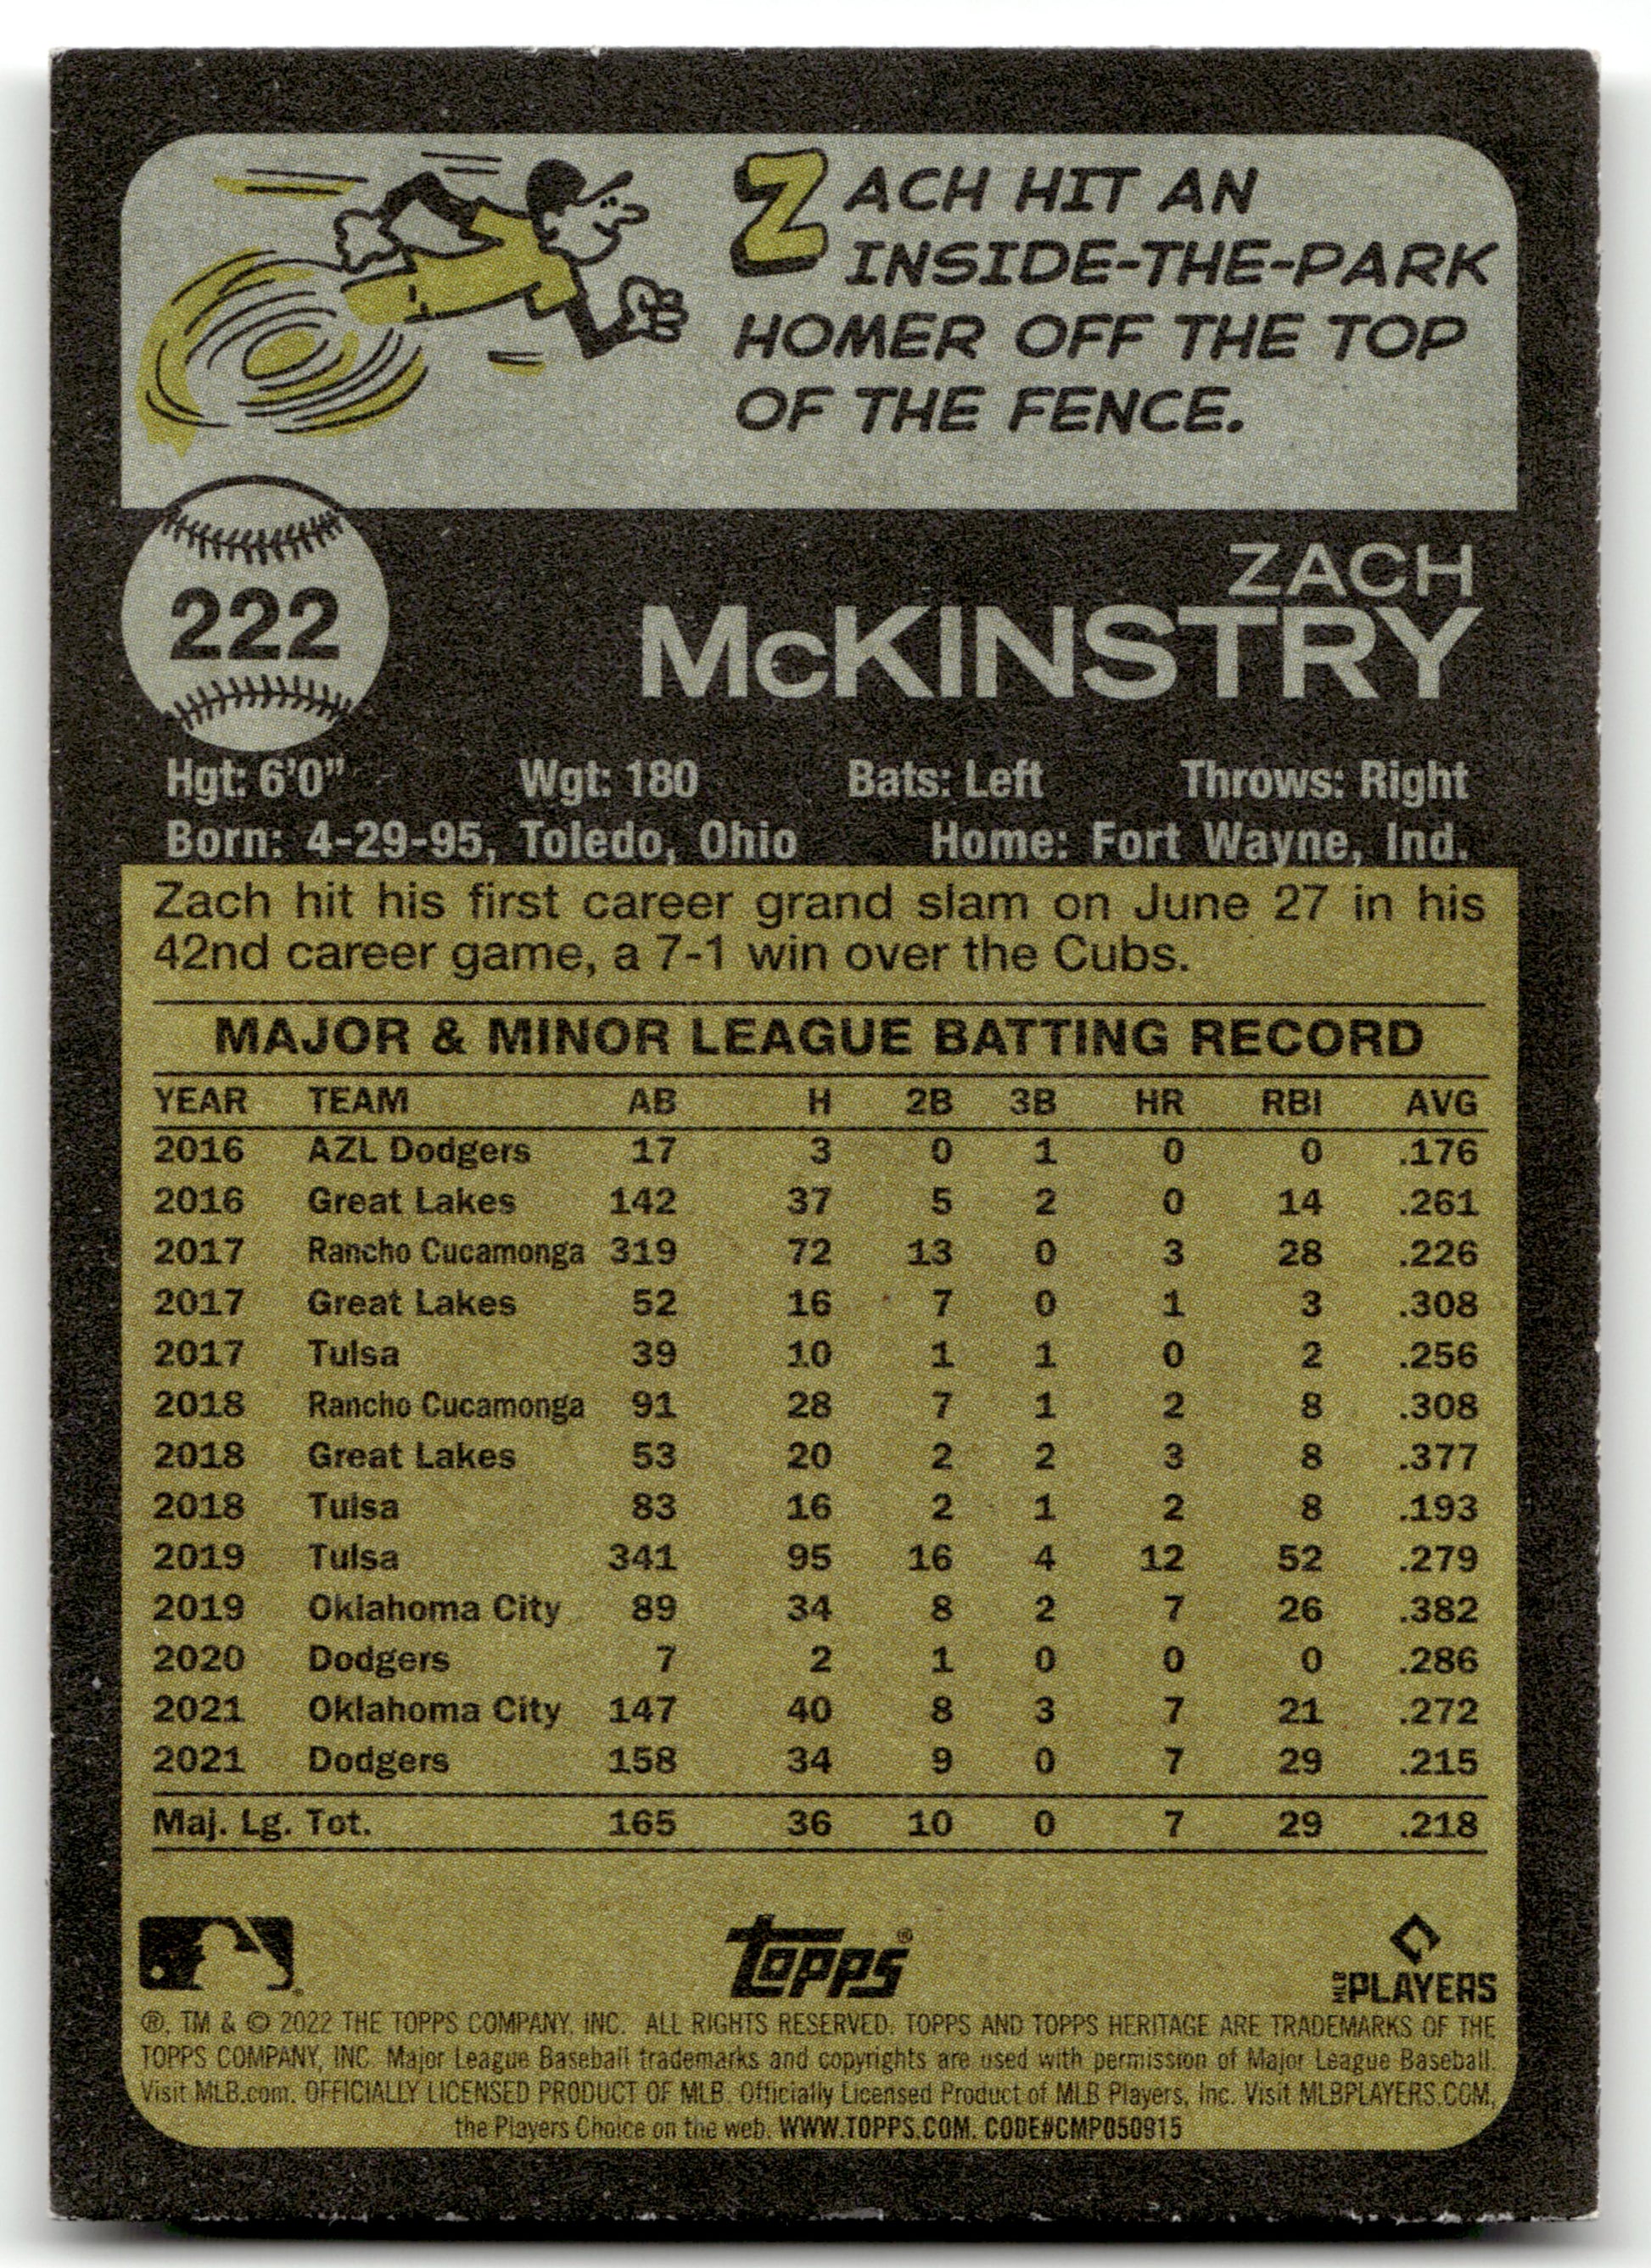 ZACH HIT AN
INSIDE-THE-PARK
HOMER OFF THE TOP
OF THE FENCE.
222
ZACH
McKINSTRY
Hgt: 6'0" Wgt: 180 Bats: Left Throws: Right
Born: 4-29-95, Toledo, Ohio Home: Fort Wayne, Ind.
Zach hit his first career grand slam on June 27 in his
42nd career game, a 7-1 win over the Cubs.
MAJOR & MINOR LEAGUE BATTING RECORD
YEAR TEAM AB H 2B 3B HR RBI AVG
2016 AZL Dodgers 17 3 0 1 0 0 .176
2016 Great Lakes 142 37 5 2 0 14 .261
2017 Rancho Cucamonga 319 72 13 0 3 28 .226
2017 Great Lakes 52 16 7 0 1 3 .308
2017 Tulsa 39 10 1 1 0 2 .256
2018 Rancho Cucamonga 91 28 7 1 2 8 .308
2018 Great Lakes 53 20 2 2 3 8 .377
2018 Tulsa 83 16 2 1 2 8 .193
2019 Tulsa 341 95 16 4 12 52 .279
2019 Oklahoma City 89 34 8 2 7 26 .382
2020 Dodgers 7 2 1 0 0 0 .286
2021 Oklahoma City 147 40 8 3 7 21 .272
2021 Dodgers 158 34 9 0 7 29 .215
Maj. Lg. Tot. 165 36 10 0 7 29 .218
topps®
MLB PLAYERS
®, TM & © 2022 THE TOPPS COMPANY, INC. ALL RIGHTS RESERVED. TOPPS AND TOPPS HERITAGE ARE TRADEMARKS OF THE
TOPPS COMPANY, INC. Major League Baseball trademarks and copyrights are used with permission of Major League Baseball.
Visit MLB.com. OFFICIALLY LICENSED PRODUCT OF MLB. Officially Licensed Product of MLB Players, Inc. Visit MLBPLAYERS.COM,
the Players Choice on the web. WWW.TOPPS.COM. CODE#CMP050915